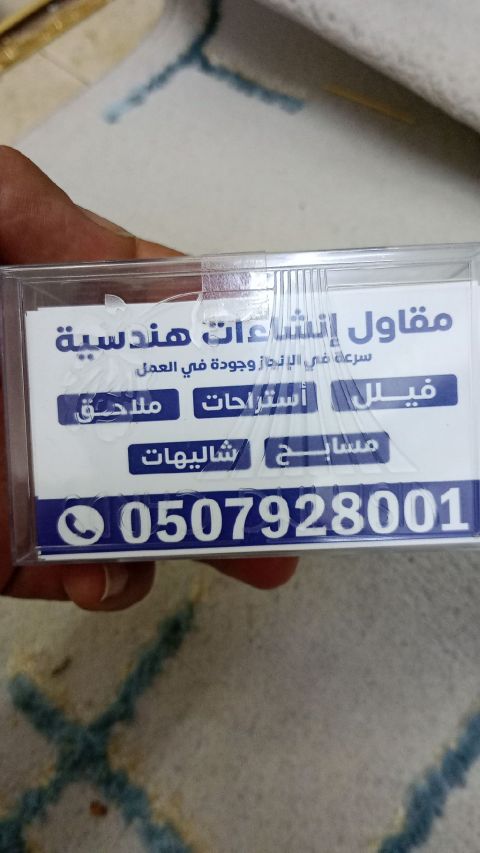 مقاول إنشاءات هندسية
سرعة في الإنجاز وجودة في العمل
فيلل أستراحات ملاحق
مسابح شاليهات
0507928001